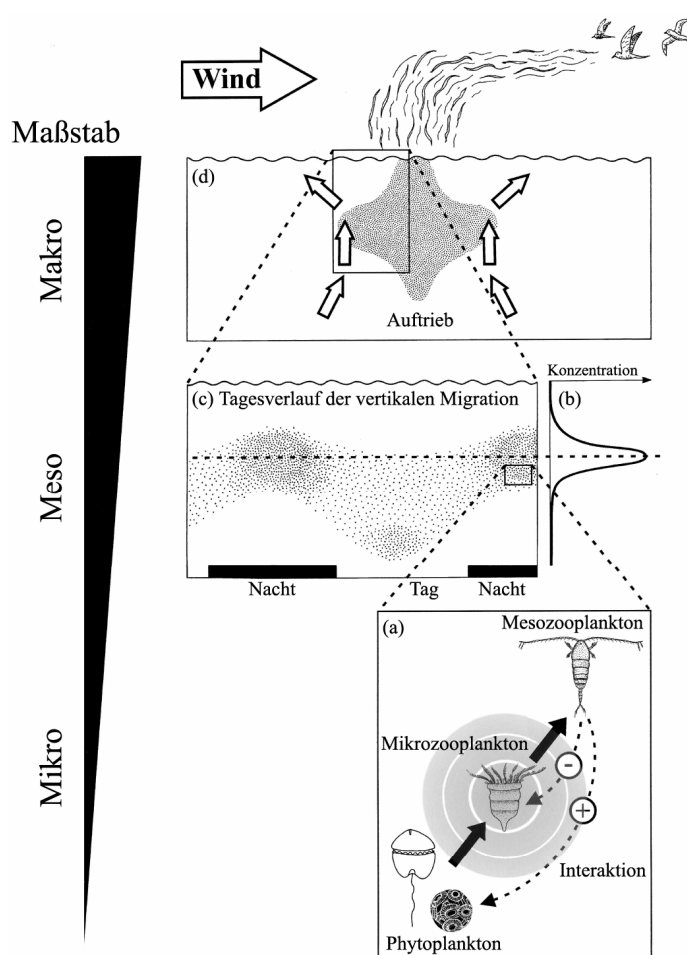 Wind
Maßstab
(d)
Makro
Auftrieb
Konzentration
(c) Tagesverlauf der vertikalen Migration
(b)
Meso
Nacht
Tag
Nacht
(a)
Mesozooplankton
Mikrozooplankton
-
+
Mikro
Interaktion
Phytoplankton